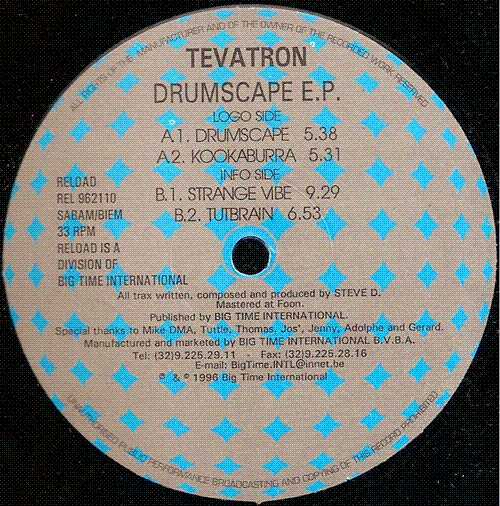 ALL RIGHTS OF THE MANUFACTURER AND OF THE OWNER OF THE RECORDED WORK RESERVED
TEVATRON
DRUMSCAPE E.P.
LOGO SIDE
A1. DRUMSCAPE 5.38
A2. KOOKABURRA 5.31
INFO SIDE
B.1. STRANGE VIBE 9.29
B.2. TUTBRAIN 6.53
RELOAD
REL 962110
SABAM/BIEM
33 RPM
RELOAD IS A
DIVISION OF
BIG TIME INTERNATIONAL
All trax written, composed and produced by STEVE D.
Mastered at Foon.
Published by BIG TIME INTERNATIONAL.
Special thanks to Mike DMA, Tuttle, Thomas, Jos', Jenny, Adolphe and Gerard.
Manufactured and marketed by BIG TIME INTERNATIONAL B.V.B.A.
Tel: (32)9.225.29.11 - Fax: (32)9.225.28.16
E-mail: BigTime.INTL@innet.be
℗ & © 1996 Big Time International
UNAUTHORIZED PUBLIC PERFORMANCE BROADCASTING AND COPYING OF THIS RECORD PROHIBITED